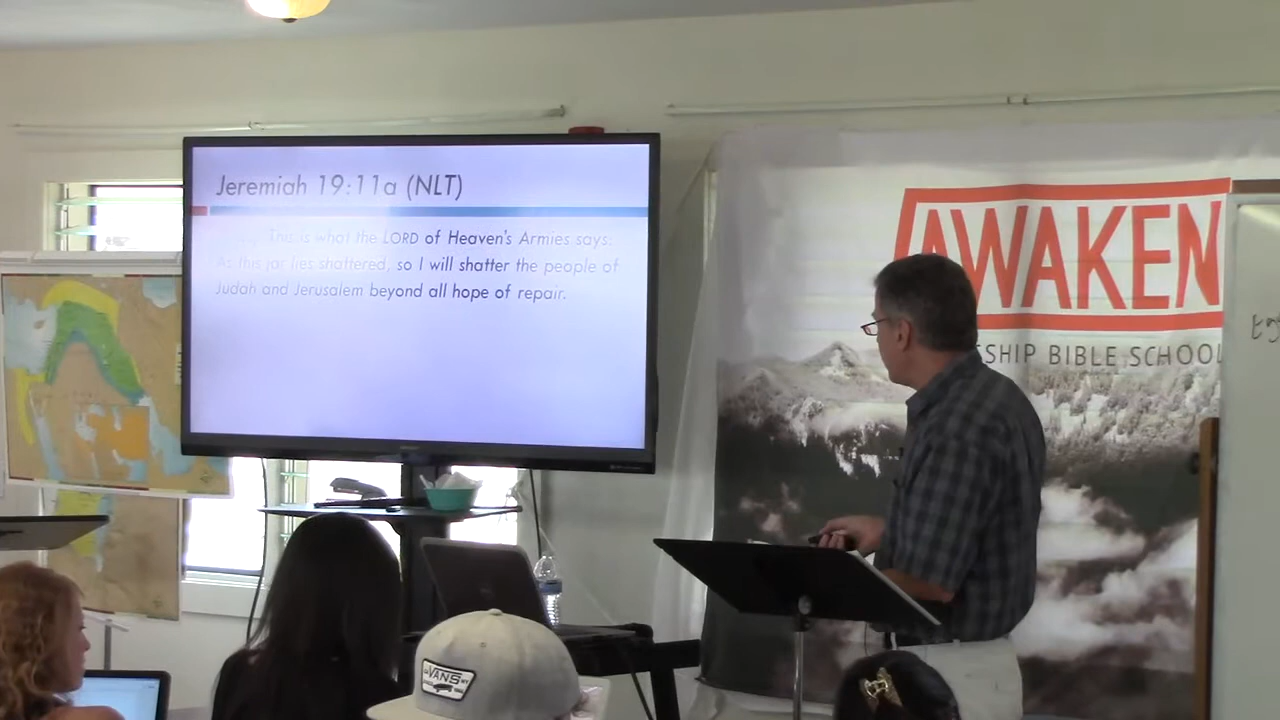 Jeremiah 19:11a (NLT)
This is what the LORD of Heaven's Armies says:
As this jar lies shattered, so I will shatter the people of
Judah and Jerusalem beyond all hope of repair.
AWAKEN
SHIP BIBLE SCHOOL
VANS